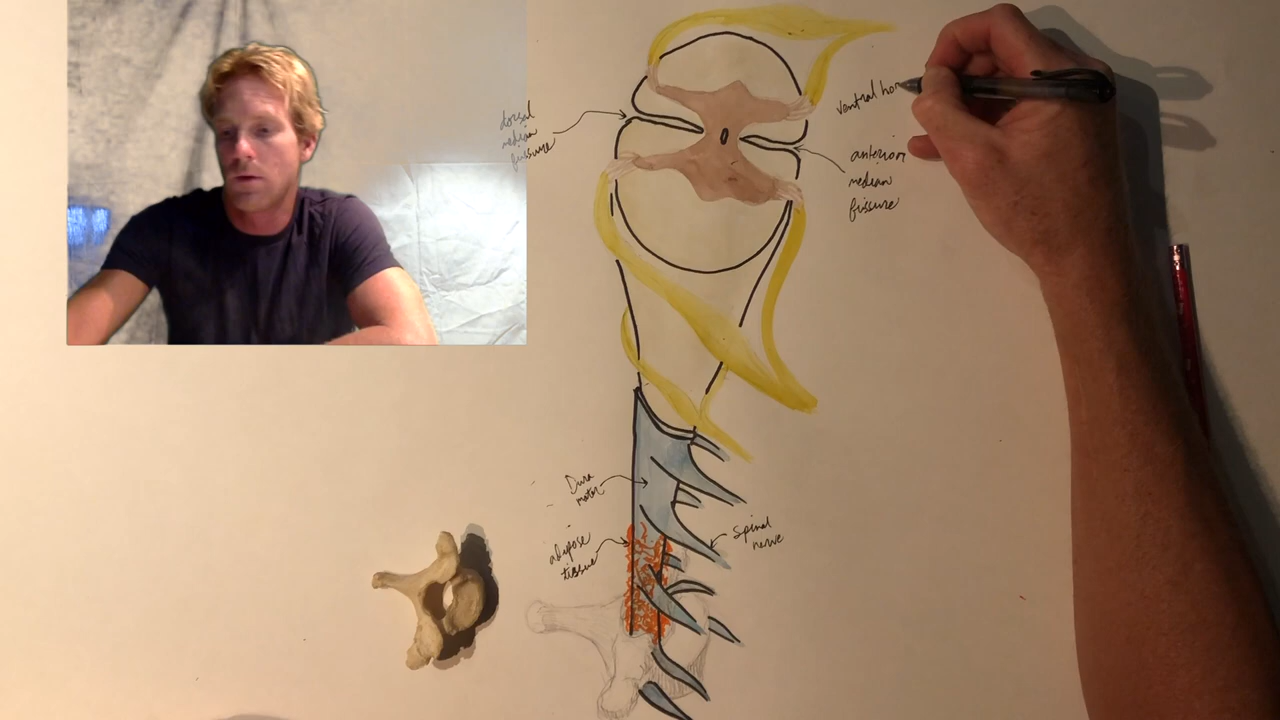 dorsal
median
fissure
ventral hor
anterior
median
fissure
Dura
mater
adipose
tissue
spinal
nerve